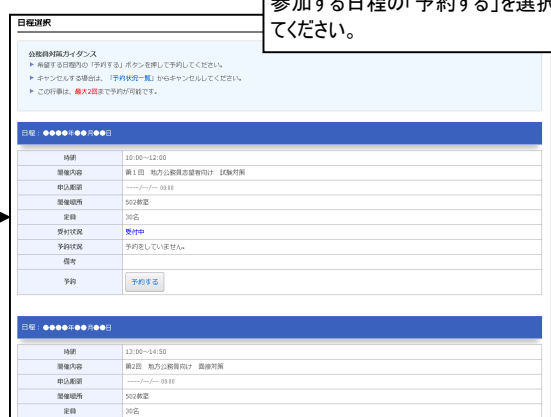 参加する日程の「予約する」を選択
てください。
日程選択
公務員対策ガイダンス
▶ 希望する日程内の「予約する」ボタンを押して予約してください。
▶ キャンセルする場合は、「予約状況一覧」からキャンセルしてください。
▶ この行事は、最大2回まで予約が可能です。
日程：●●●●年●●月●●日
時間 10:00～12:00
開催内容 第１回 地方公務員志望者向け 試験対策
申込期限 ----/--/-- 00:00
開催場所 502教室
定員 30名
受付状況 受付中
予約状況 予約をしていません。
備考
予約 予約する
日程：●●●●年●●月●●日
時間 13:00～14:50
開催内容 第2回 地方公務員向け 面接対策
申込期限 ----/--/-- 00:00
開催場所 502教室
定員 30名